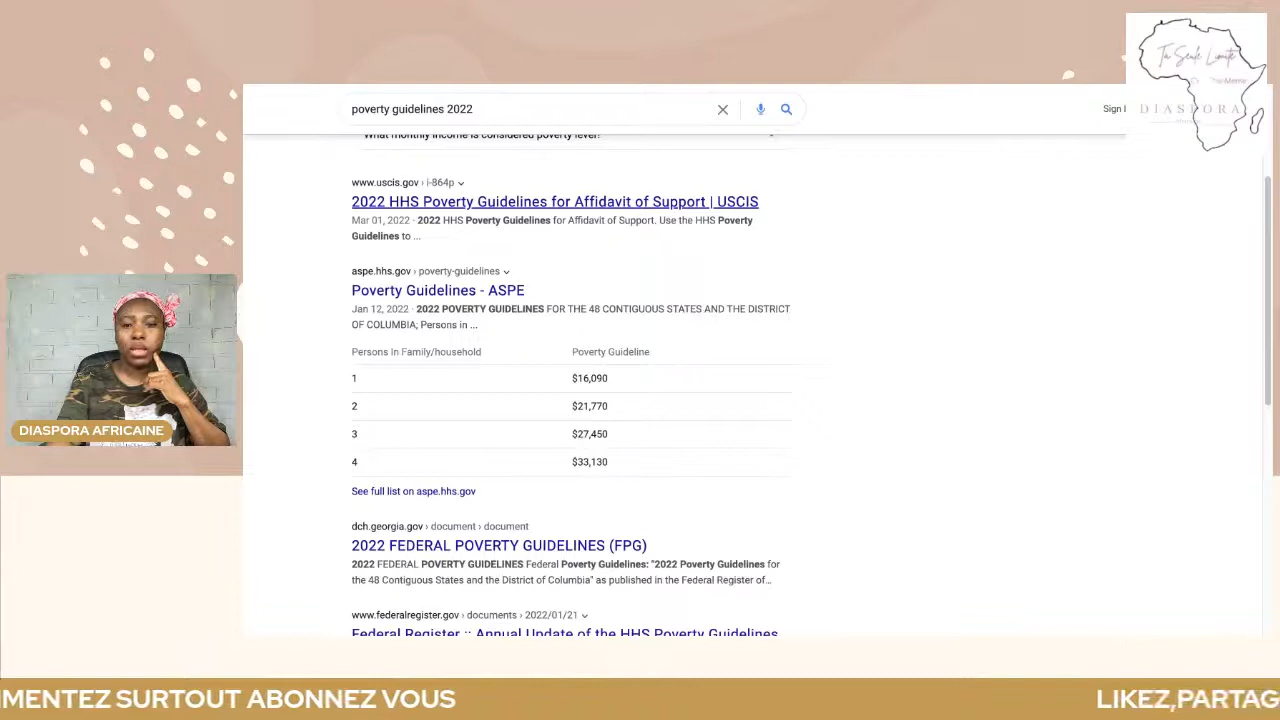 poverty guidelines 2022
Sign
Ta Seule Limite
DIASPORA
What monthly income is considered poverty level?
www.uscis.gov › i-864p
2022 HHS Poverty Guidelines for Affidavit of Support | USCIS
Mar 01, 2022 · 2022 HHS Poverty Guidelines for Affidavit of Support. Use the HHS Poverty
Guidelines to ...
aspe.hhs.gov › poverty-guidelines
Poverty Guidelines - ASPE
Jan 12, 2022 · 2022 POVERTY GUIDELINES FOR THE 48 CONTIGUOUS STATES AND THE DISTRICT
OF COLUMBIA; Persons in ...
Persons In Family/household Poverty Guideline
1 $16,090
2 $21,770
3 $27,450
4 $33,130
See full list on aspe.hhs.gov
DIASPORA AFRICAINE
dch.georgia.gov › document › document
2022 FEDERAL POVERTY GUIDELINES (FPG)
2022 FEDERAL POVERTY GUIDELINES Federal Poverty Guidelines: "2022 Poverty Guidelines for
the 48 Contiguous States and the District of Columbia" as published in the Federal Register of...
www.federalregister.gov › documents › 2022/01/21
Federal Register :: Annual Update of the HHS Poverty Guidelines
IMENTEZ SURTOUT ABONNEZ VOUS LIKEZ,PARTAG